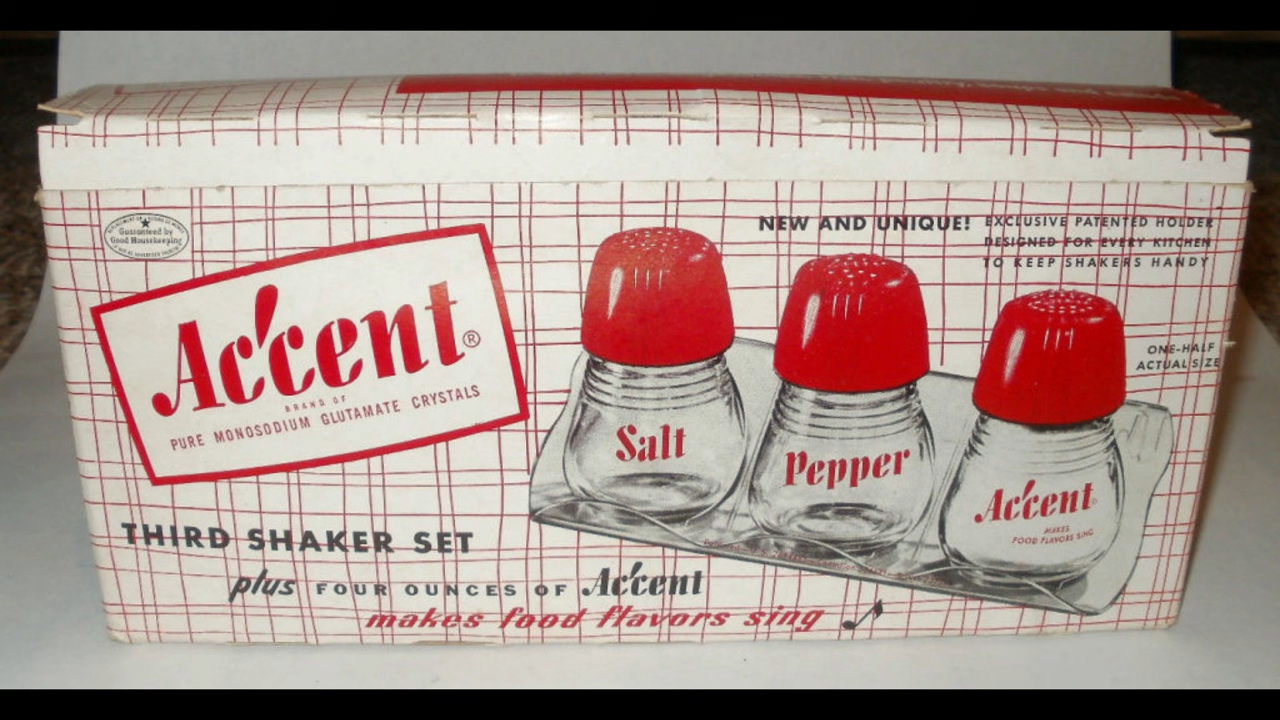 Guaranteed by
Good Housekeeping
Ac'cent®
BRAND OF
PURE MONOSODIUM GLUTAMATE CRYSTALS
NEW AND UNIQUE! EXCLUSIVE PATENTED HOLDER
DESIGNED FOR EVERY KITCHEN
TO KEEP SHAKERS HANDY
ONE-HALF
ACTUAL SIZE
Salt
Pepper
Ac'cent
MAKES
FOOD FLAVORS SING
THIRD SHAKER SET
plus FOUR OUNCES OF Ac'cent
makes food flavors sing